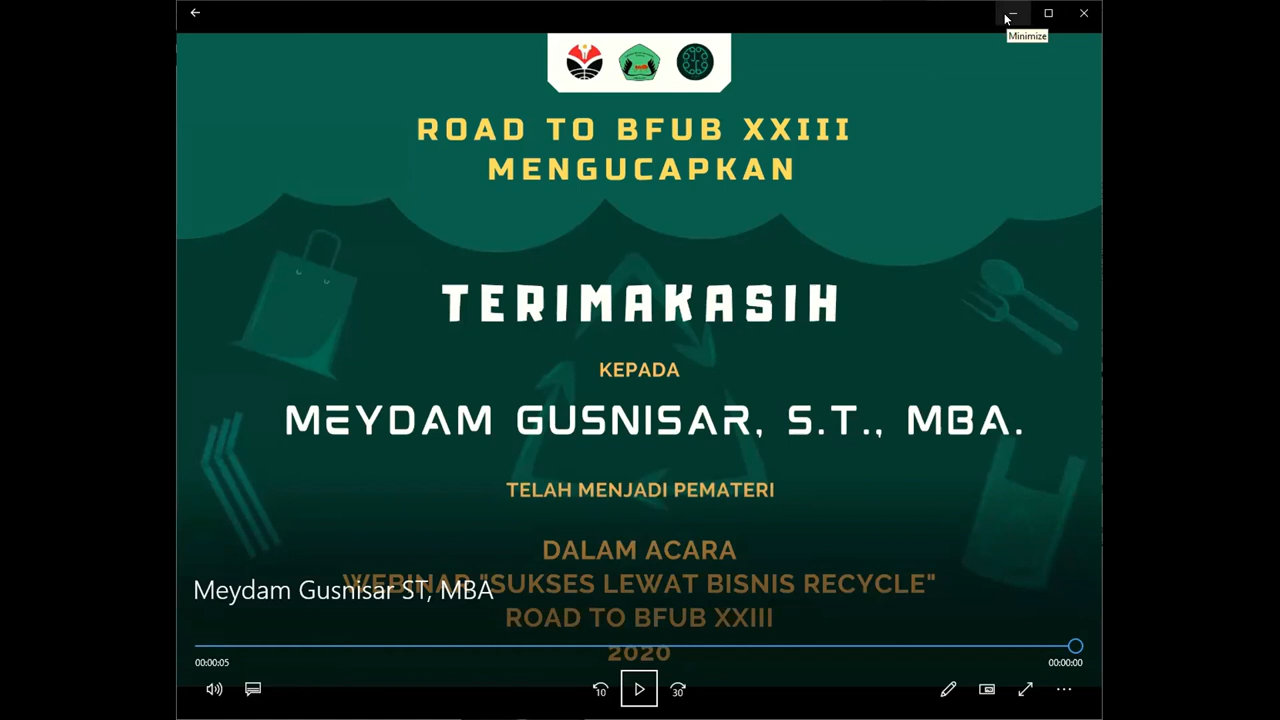 Minimize
ROAD TO BFUB XXIII
MENGUCAPKAN
TERIMAKASIH
KEPADA
MEYDAM GUSNISAR, S.T., MBA.
TELAH MENJADI PEMATERI
DALAM ACARA
WEBINAR "SUKSES LEWAT BISNIS RECYCLE"
Meydam Gusnisar ST, MBA
ROAD TO BFUB XXIII
2020
00:00:05
00:00:00
10
30